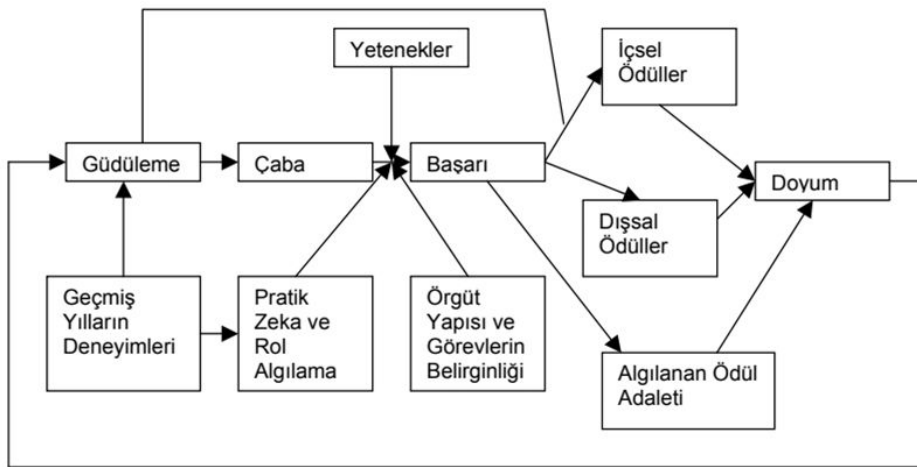 Yetenekler
İçsel
Ödüller
Güdüleme
Çaba
Başarı
Doyum
Dışsal
Ödüller
Geçmiş
Yılların
Deneyimleri
Pratik
Zeka ve
Rol
Algılama
Örgüt
Yapısı ve
Görevlerin
Belirginliği
Algılanan Ödül
Adaleti